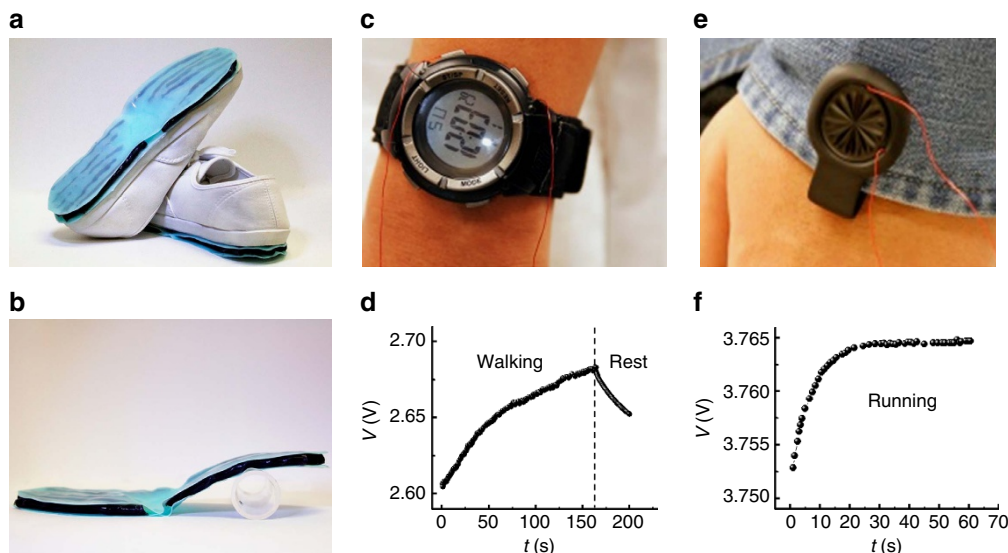 a
c
e
LIGHT
MODE
b
d
f
2.70
2.65
2.60
V (V)
Walking
Rest
0
50
100
150
200
t (s)
3.765
3.760
3.755
3.750
V (V)
Running
0
10
20
30
40
50
60
70
t (s)